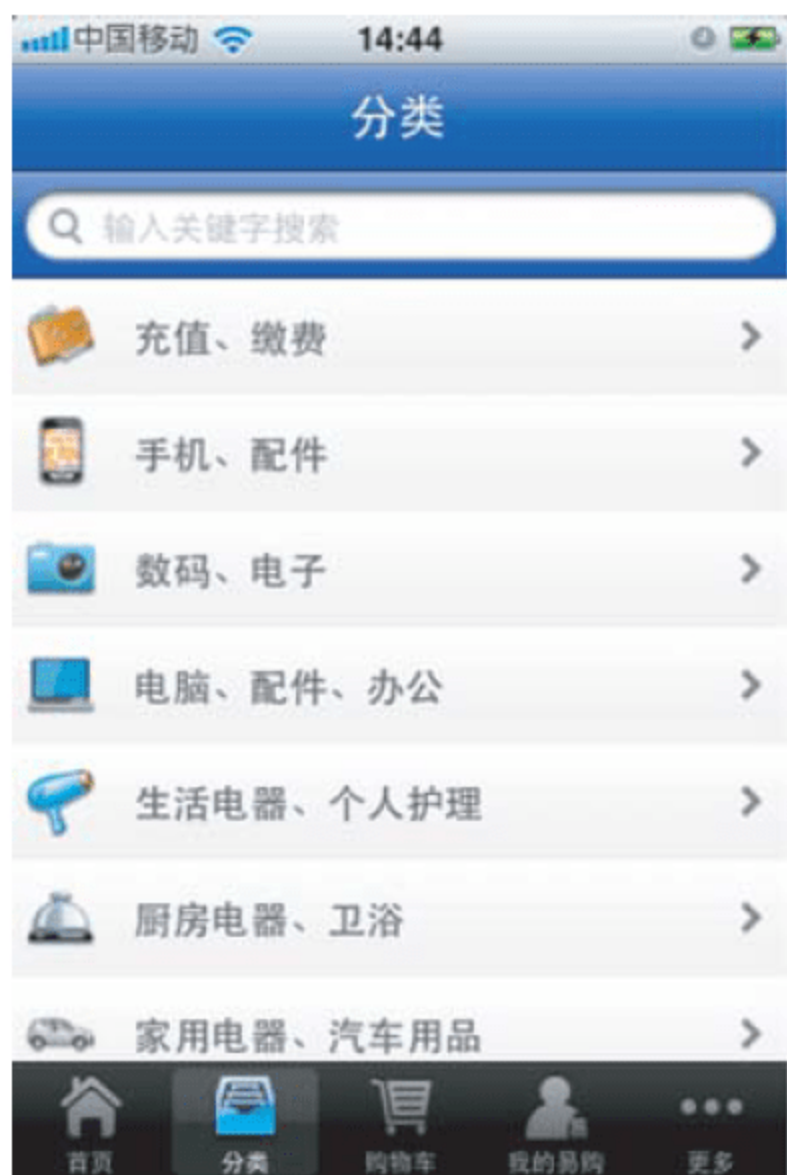 中国移动 14:44
分类
输入关键字搜索
充值、缴费
手机、配件
数码、电子
电脑、配件、办公
生活电器、个人护理
厨房电器、卫浴
家用电器、汽车用品
首页 分类 购物车 我的易购 更多